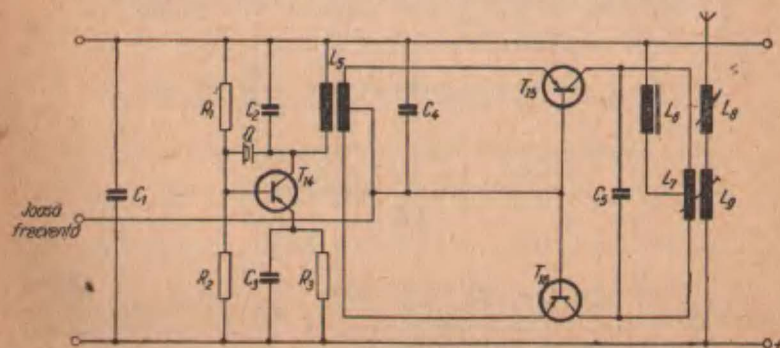 L₅
T₁₅
R₁
C₂
C₄
L₆
L₈
Q
T₁₄
L₇
C₁
C₅
L₉
Joasă
frecvență
R₂
C₃
R₃
T₁₆